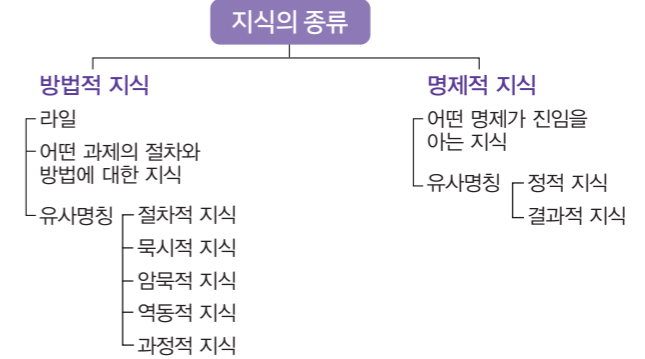 지식의 종류
방법적 지식
라일
어떤 과제의 절차와
방법에 대한 지식
유사명칭
절차적 지식
묵시적 지식
암묵적 지식
역동적 지식
과정적 지식
명제적 지식
어떤 명제가 진임을
아는 지식
유사명칭
정적 지식
결과적 지식